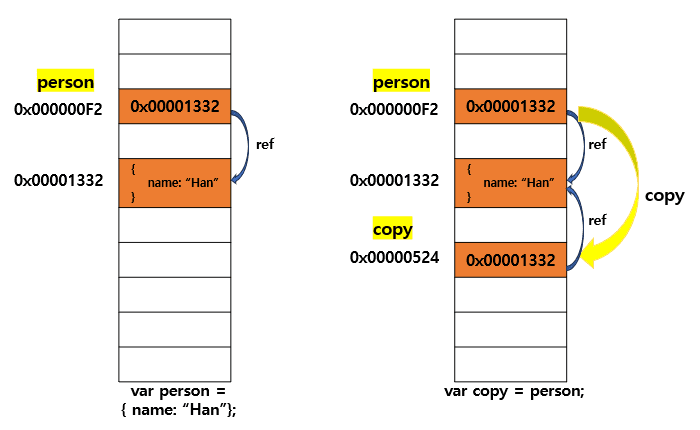 person
0x000000F2
0x00001332
ref
0x00001332
{
name: “Han”
}
var person =
{ name: “Han”};
person
0x000000F2
0x00001332
ref
0x00001332
{
name: “Han”
}
copy
ref
copy
0x00000524
0x00001332
var copy = person;